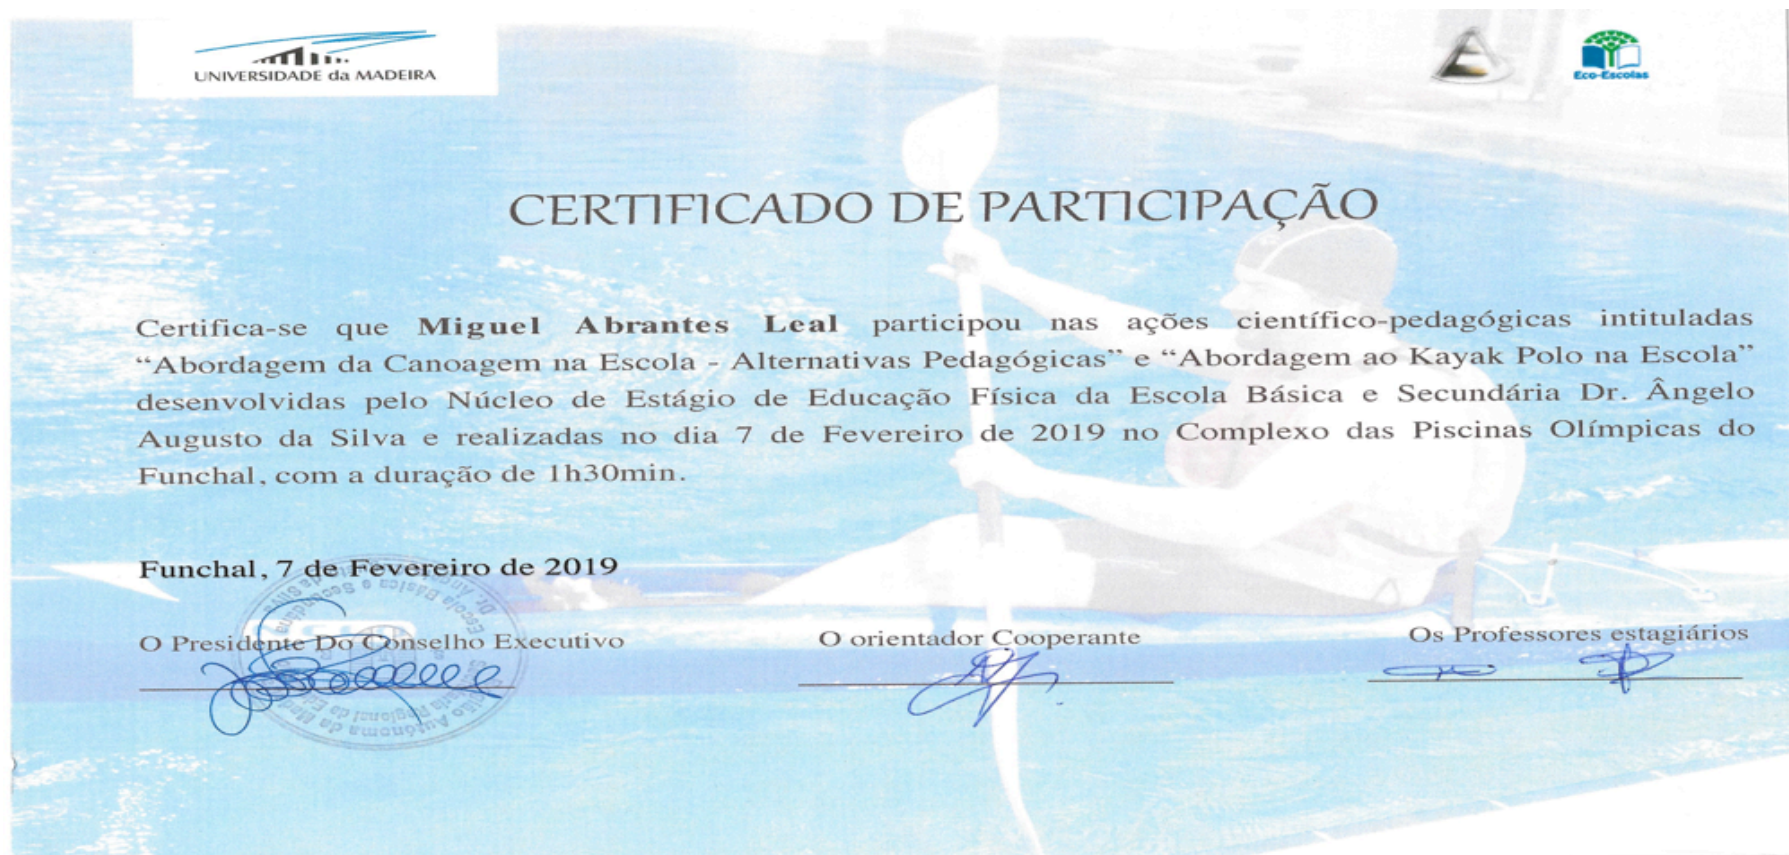 UNIVERSIDADE da MADEIRA
Eco-Escolas
CERTIFICADO DE PARTICIPAÇÃO
Certifica-se que Miguel Abrantes Leal participou nas ações científico-pedagógicas intituladas
“Abordagem da Canoagem na Escola - Alternativas Pedagógicas” e “Abordagem ao Kayak Polo na Escola”
desenvolvidas pelo Núcleo de Estágio de Educação Física da Escola Básica e Secundária Dr. Ângelo
Augusto da Silva e realizadas no dia 7 de Fevereiro de 2019 no Complexo das Piscinas Olímpicas do
Funchal, com a duração de 1h30min.
Funchal, 7 de Fevereiro de 2019
O Presidente Do Conselho Executivo
O orientador Cooperante
Os Professores estagiários